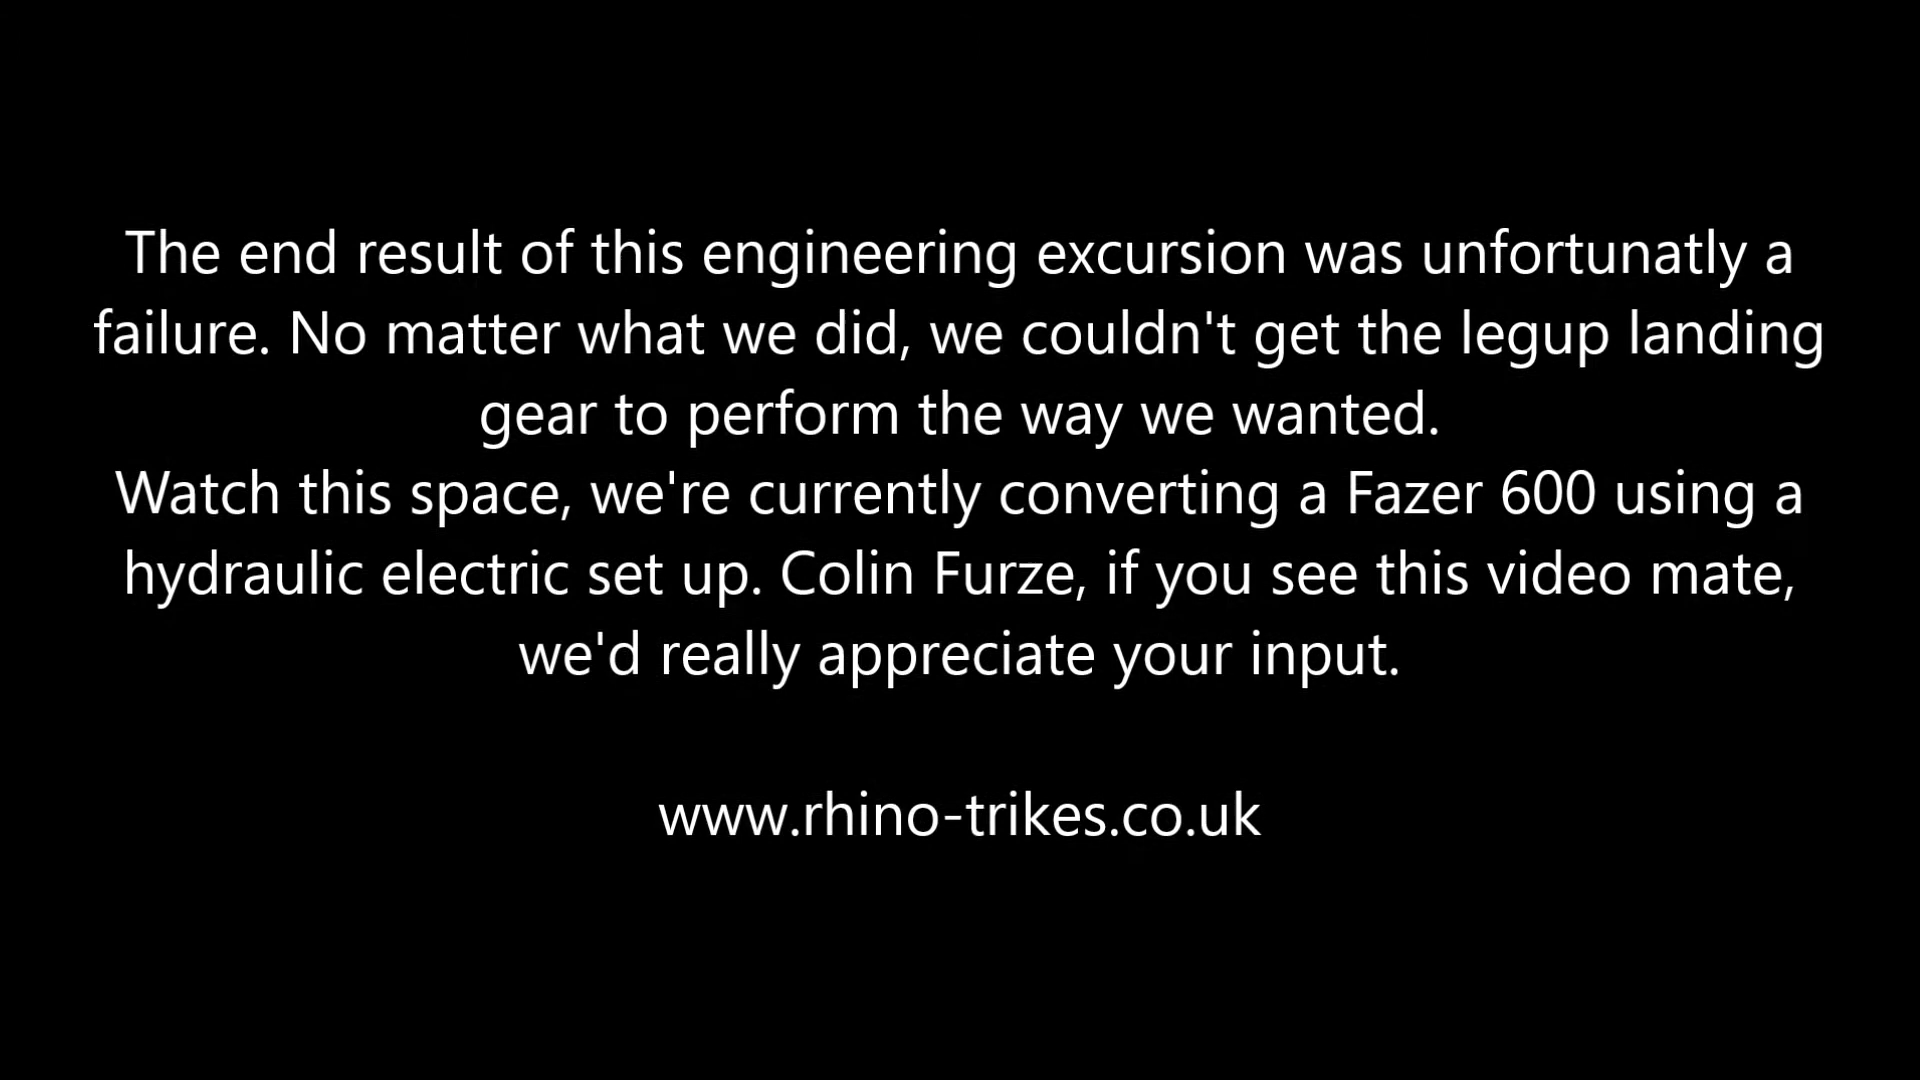 The end result of this engineering excursion was unfortunatly a
failure. No matter what we did, we couldn't get the legup landing
gear to perform the way we wanted.
Watch this space, we're currently converting a Fazer 600 using a
hydraulic electric set up. Colin Furze, if you see this video mate,
we'd really appreciate your input.
www.rhino-trikes.co.uk